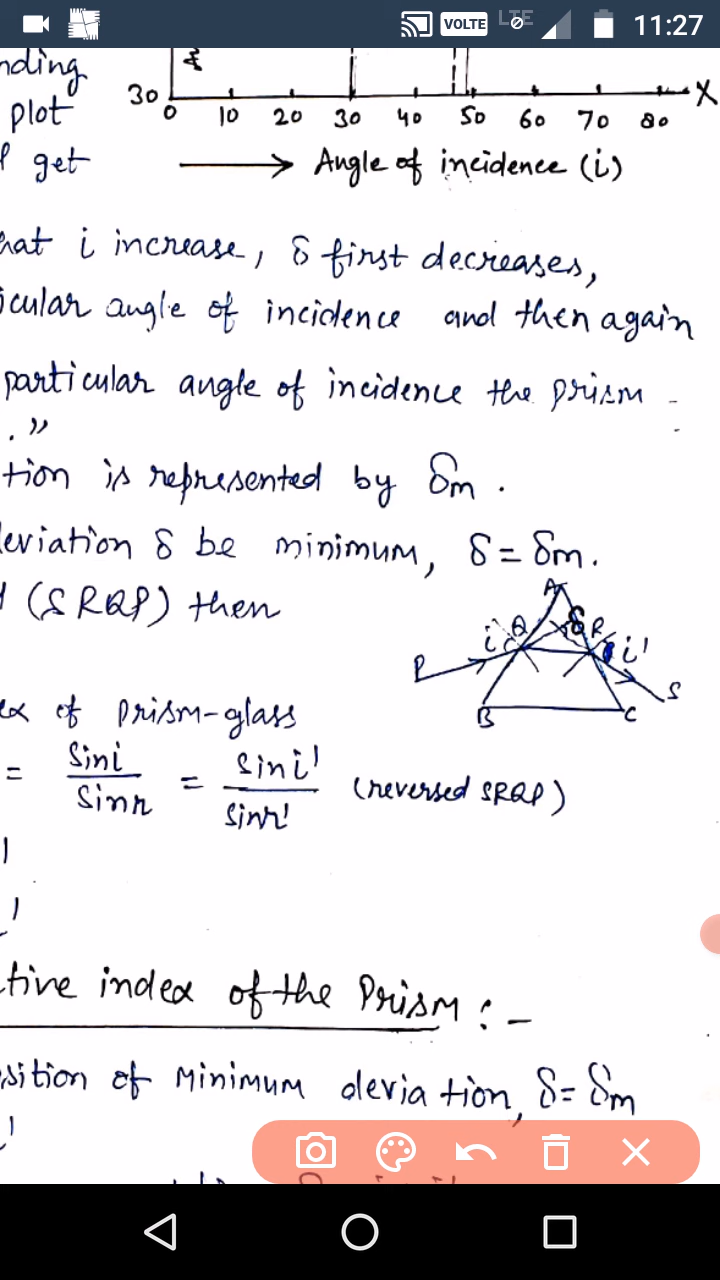 VOLTE LTE 11:27
nding
30 0 10 20 30 40 50 60 70 80 X
plot
get
Angle of incidence (i)
hat i increase, δ first decreases,
icular angle of incidence and then again
particular angle of incidence the prism -
."
tion is represented by δm.
deviation δ be minimum, δ = δm.
(SRQP) then
A
i Q δ R i'
P S
B C
ex of prism-glass
= sini/sinr = sini'/sinr' (reversed SRQP)
tive index of the Prism :-
sition of minimum deviation, δ = δm